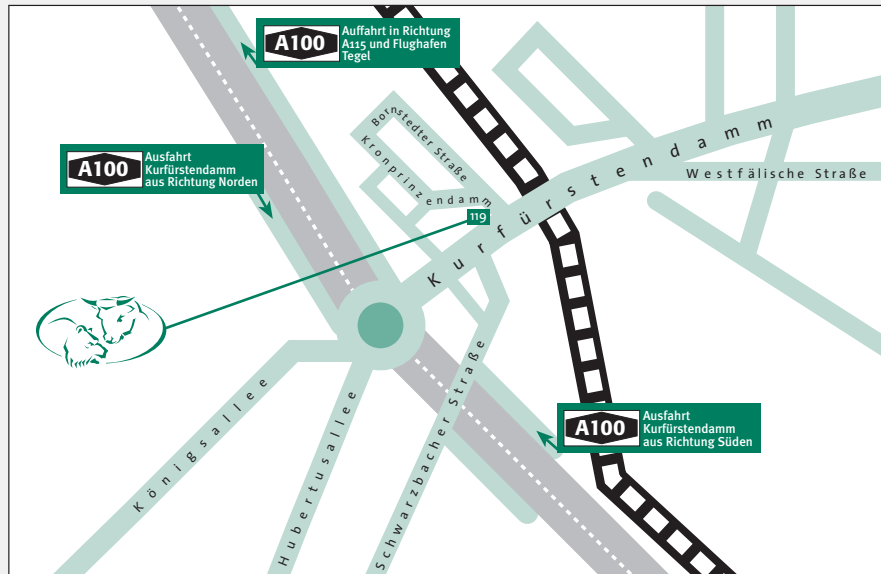 A100
Auffahrt in Richtung
A115 und Flughafen
Tegel
A100
Ausfahrt
Kurfürstendamm
aus Richtung Norden
Bornstedter Straße
Kronprinzendamm
119
Kurfürstendamm
Westfälische Straße
Königsallee
Hubertusallee
Schwarzbacher Straße
A100
Ausfahrt
Kurfürstendamm
aus Richtung Süden